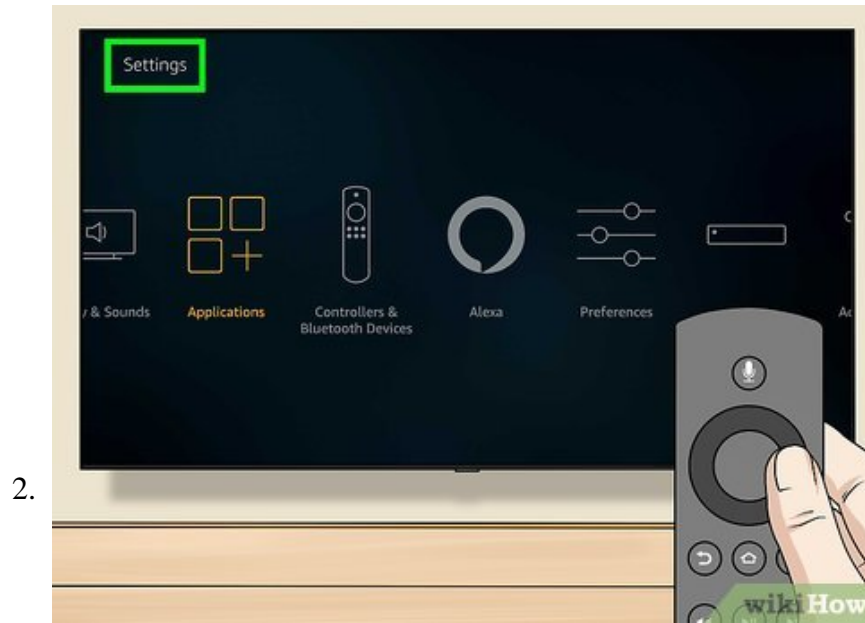 Settings
/ & Sounds
Applications
Controllers &
Bluetooth Devices
Alexa
Preferences
2.
wikiHow